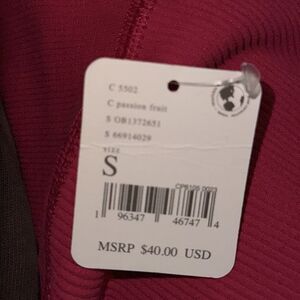 C 5502
C passion fruit
S OB1372651
S 66914029
SIZE
S
CPS105 0023
1 96347 46747 4
MSRP $40.00 USD